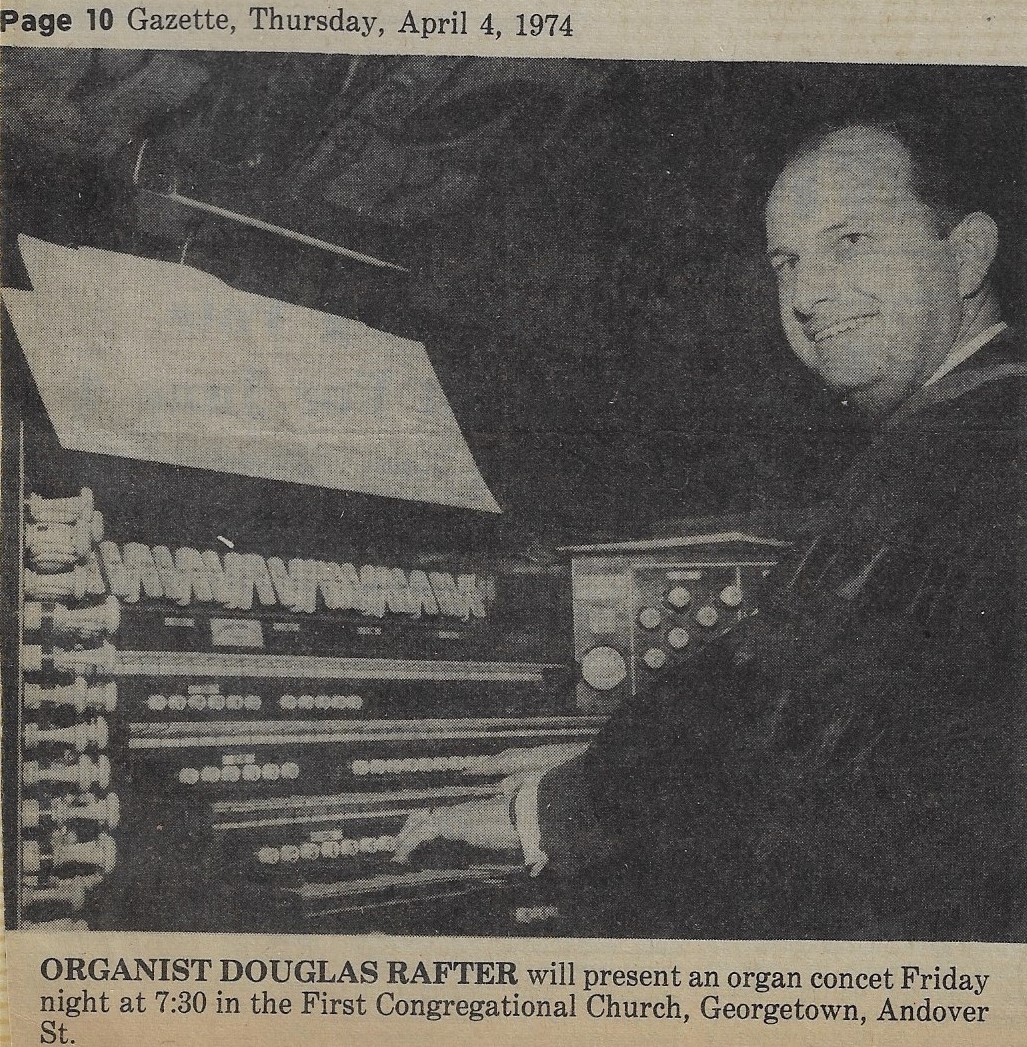 Page 10 Gazette, Thursday, April 4, 1974
ORGANIST DOUGLAS RAFTER will present an organ concet Friday
night at 7:30 in the First Congregational Church, Georgetown, Andover
St.